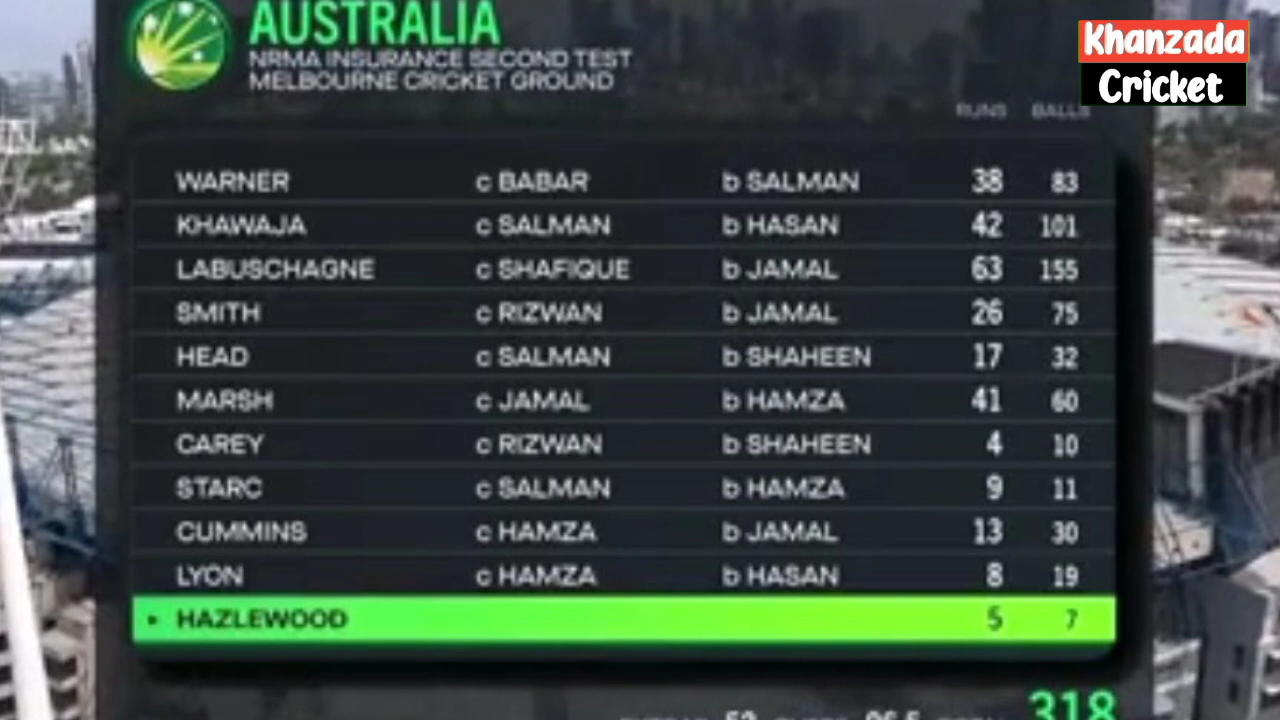 AUSTRALIA
NRMA INSURANCE SECOND TEST
MELBOURNE CRICKET GROUND
Khanzada
Cricket
RUNS BALLS
WARNER c BABAR b SALMAN 38 83
KHAWAJA c SALMAN b HASAN 42 101
LABUSCHAGNE c SHAFIQUE b JAMAL 63 155
SMITH c RIZWAN b JAMAL 26 75
HEAD c SALMAN b SHAHEEN 17 32
MARSH c JAMAL b HAMZA 41 60
CAREY c RIZWAN b SHAHEEN 4 10
STARC c SALMAN b HAMZA 9 11
CUMMINS c HAMZA b JAMAL 13 30
LYON c HAMZA b HASAN 8 19
HAZLEWOOD 5 7
52 96.5 318